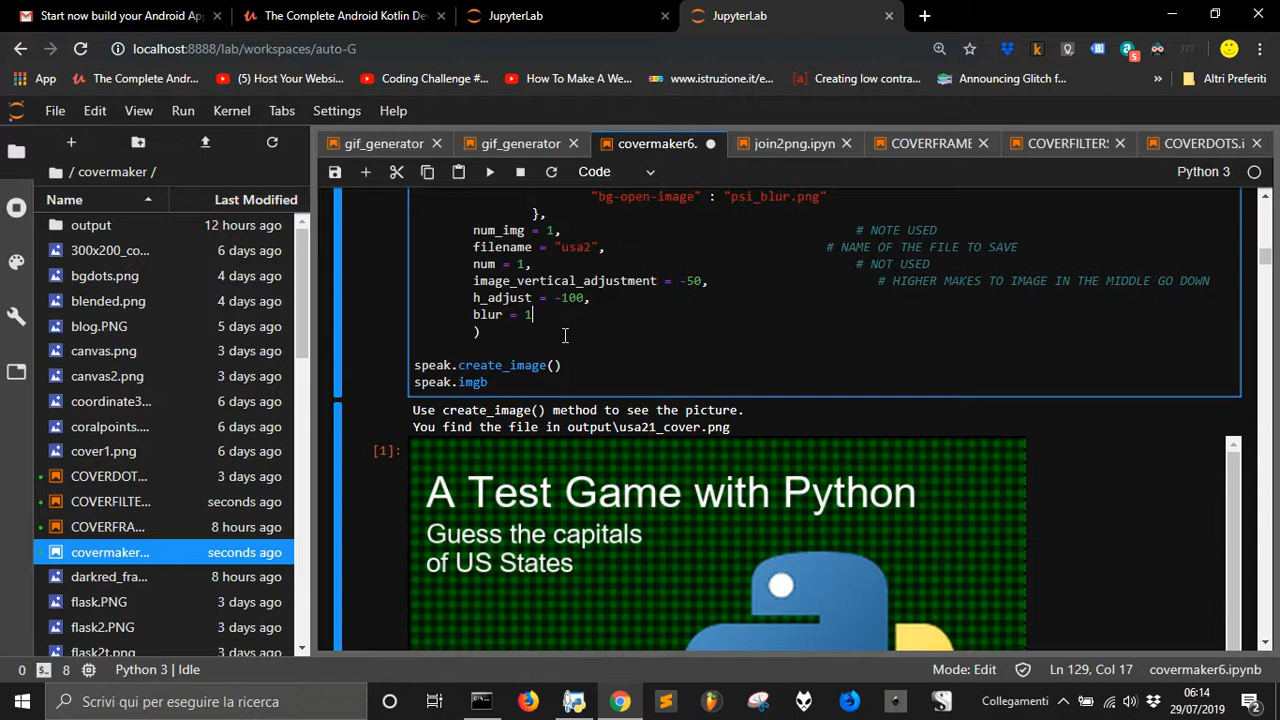 Start now build your Android Ap
The Complete Android Kotlin De
JupyterLab
JupyterLab
localhost:8888/lab/workspaces/auto-G
App
The Complete Andr...
(5) Host Your Websi...
Coding Challenge #...
How To Make A We...
www.istruzione.it/e...
Creating low contra...
Announcing Glitch f...
»
Altri Preferiti
File Edit View Run Kernel Tabs Settings Help
gif_generator
gif_generator
covermaker6.
join2png.ipyn
COVERFRAME
COVERFILTERS
COVERDOTS.i
/ covermaker /
Code
Python 3
Name
Last Modified
output 12 hours ago
300x200_co... 6 days ago
bgdots.png 4 days ago
blended.png 3 days ago
blog.PNG 3 days ago
canvas.png 3 days ago
canvas2.png 6 days ago
coordinate3... 6 days ago
coralpoints.... 6 days ago
cover1.png 6 days ago
COVERDOT... 3 days ago
COVERFILTE... seconds ago
COVERFRA... 8 hours ago
covermaker... seconds ago
darkred_fra... 8 hours ago
flask.PNG 3 days ago
flask2.PNG 3 days ago
flask2t.png 3 days ago
"bg-open-image" : "psi_blur.png"
},
num_img = 1, # NOTE USED
filename = "usa2", # NAME OF THE FILE TO SAVE
num = 1, # NOT USED
image_vertical_adjustment = -50, # HIGHER MAKES TO IMAGE IN THE MIDDLE GO DOWN
h_adjust = -100,
blur = 1
)
speak.create_image()
speak.imgb
Use create_image() method to see the picture.
You find the file in output\usa21_cover.png
[1]:
A Test Game with Python
Guess the capitals
of US States
0 8 Python 3 | Idle
Mode: Edit
Ln 129, Col 17
covermaker6.ipynb
Scrivi qui per eseguire la ricerca
Collegamenti
06:14
29/07/2019
2